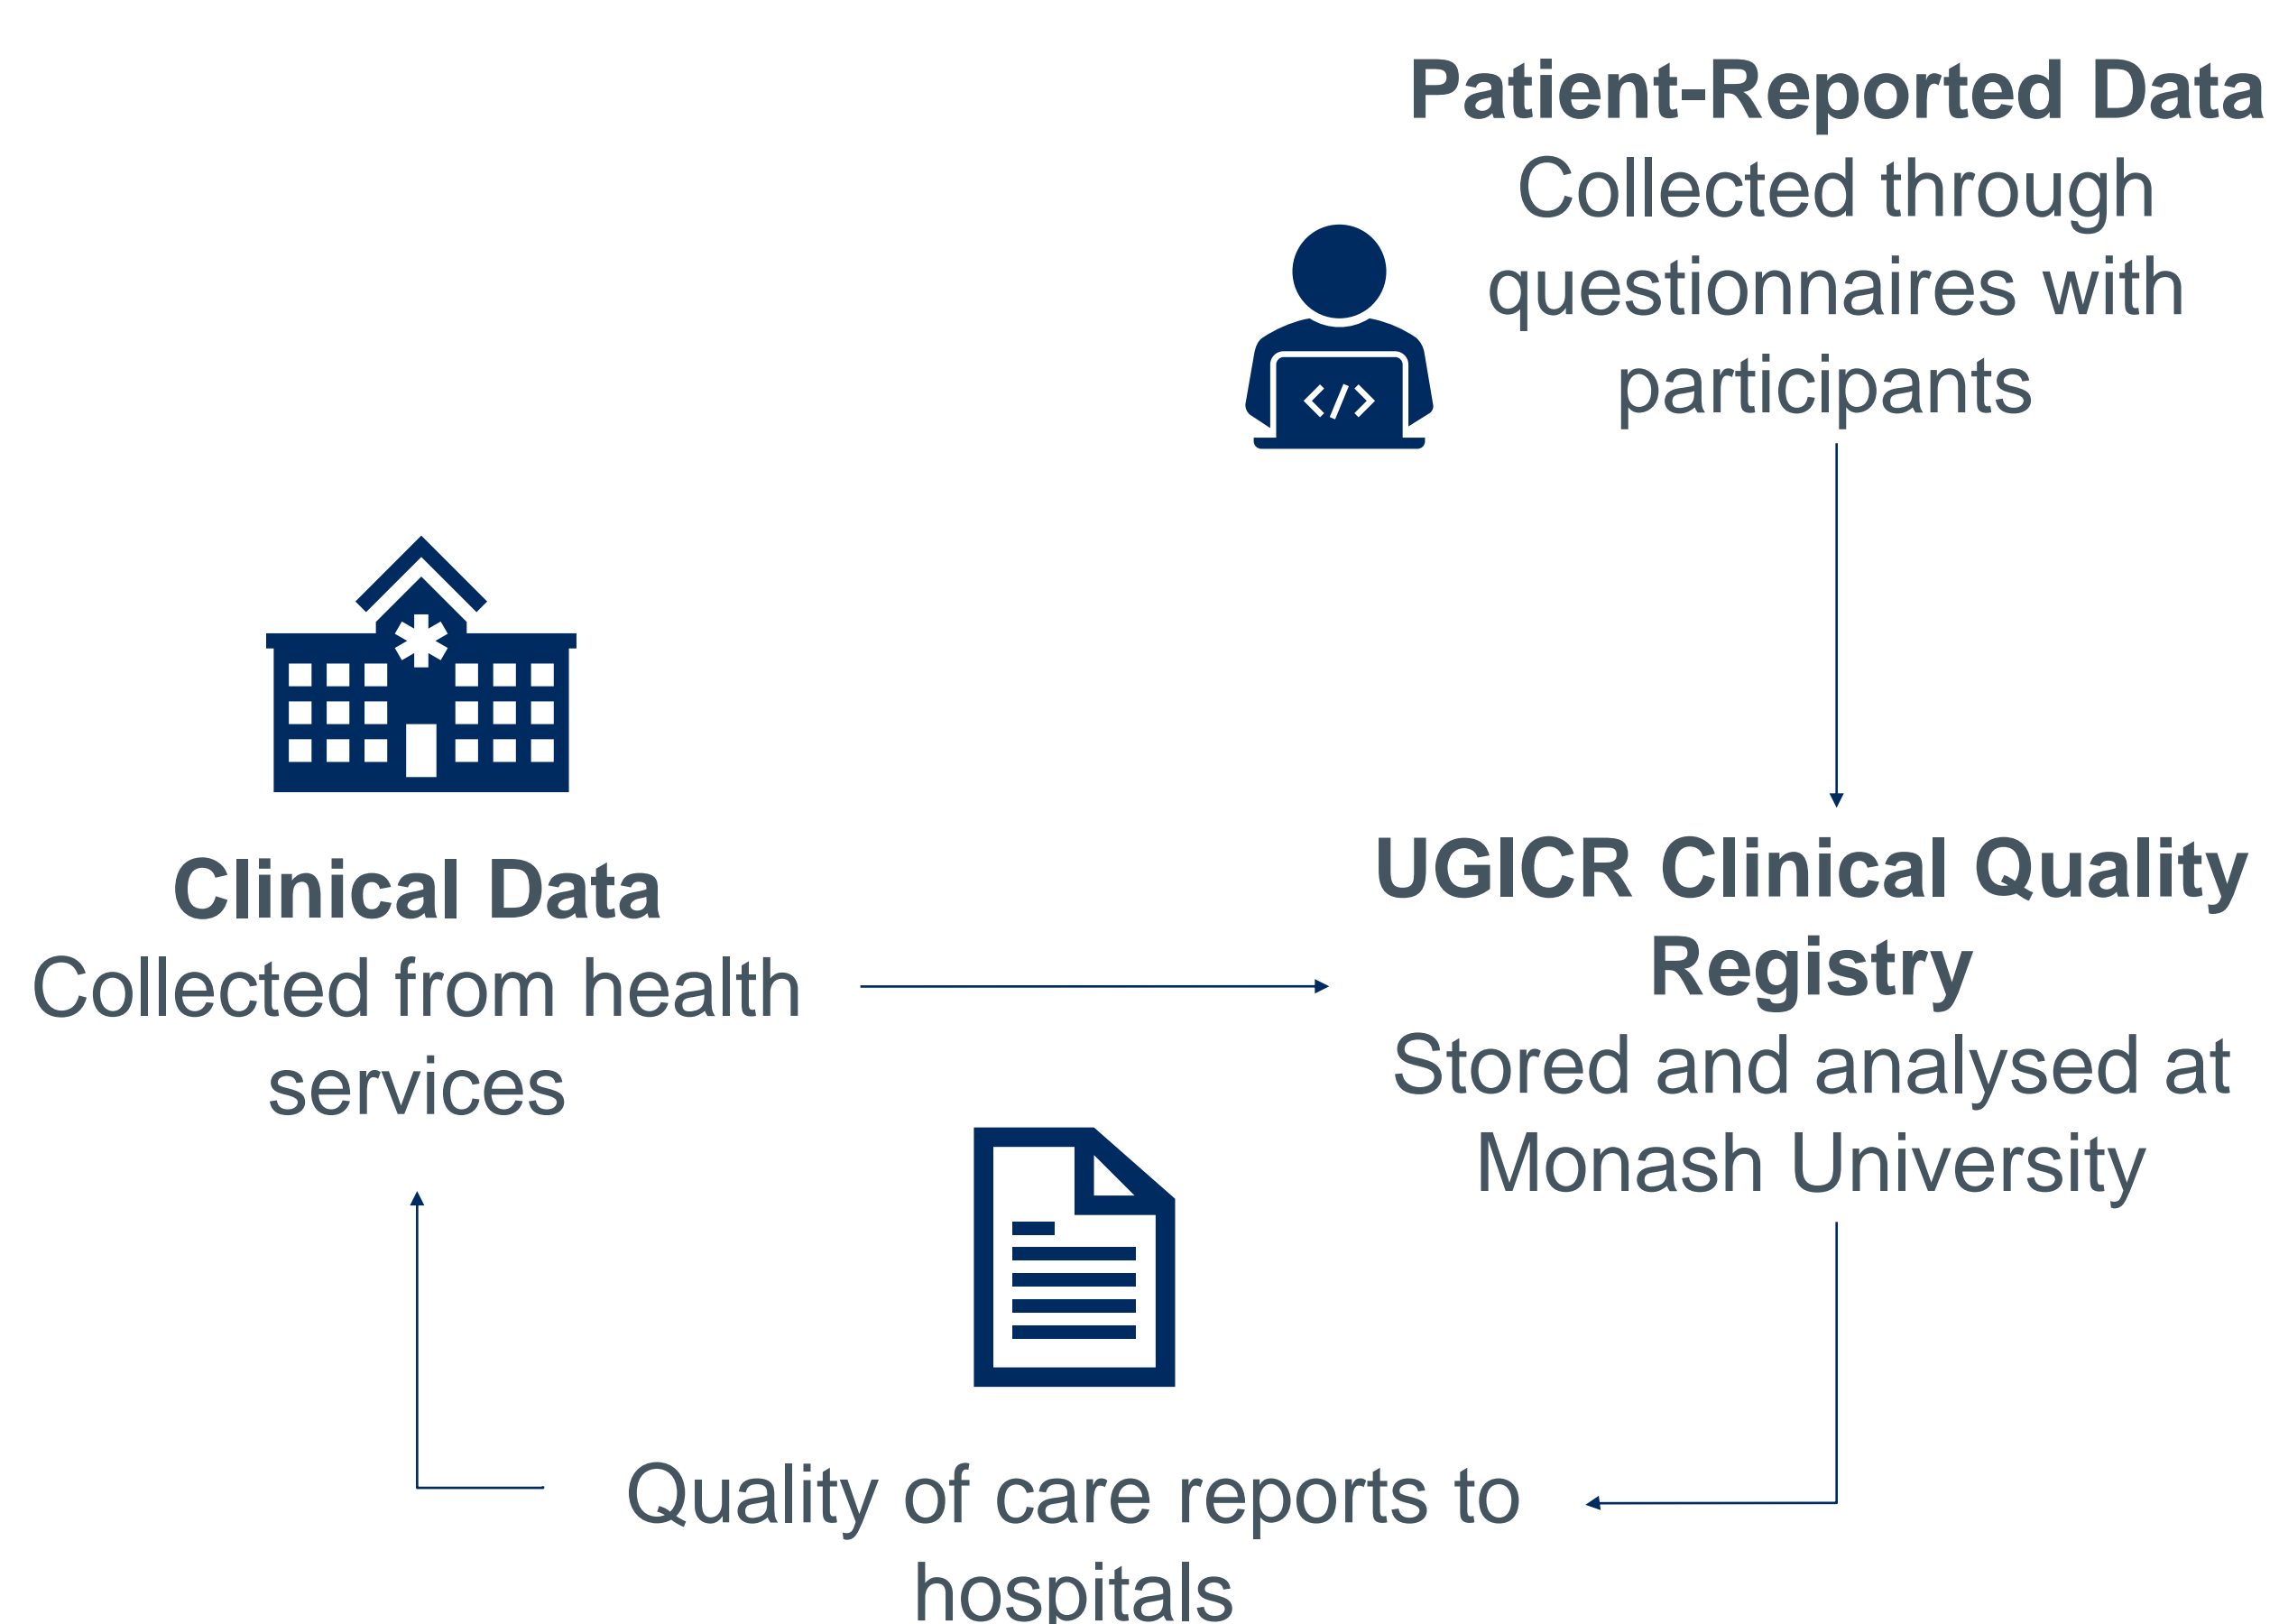 Patient-Reported Data
Collected through
questionnaires with
participants
Clinical Data
Collected from health
services
UGICR Clinical Quality
Registry
Stored and analysed at
Monash University
Quality of care reports to
hospitals